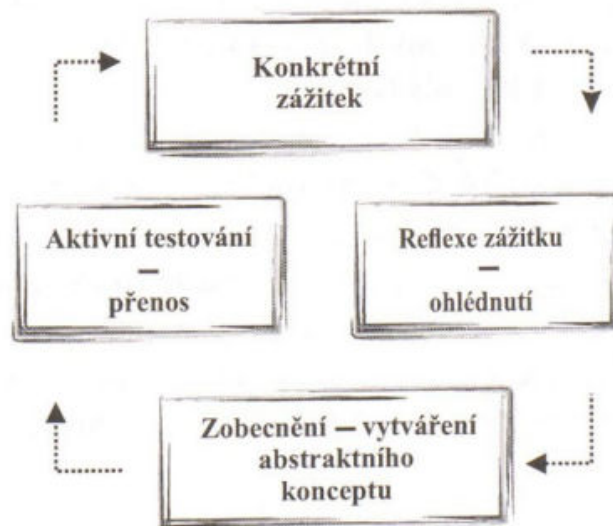 Konkrétní
zážitek
Aktivní testování
—
přenos
Reflexe zážitku
—
ohlédnutí
Zobecnění — vytváření
abstraktního
konceptu